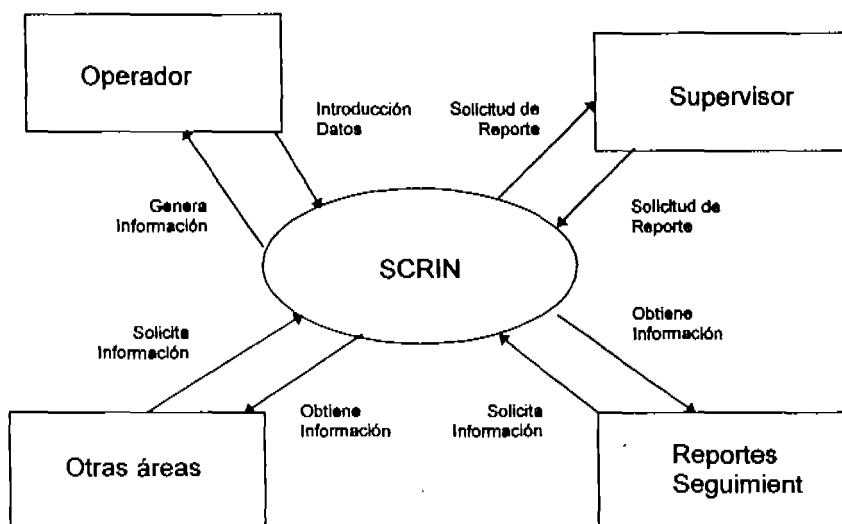 Operador
Supervisor
Introducción
Datos
Solicitud de
Reporte
Genera
Información
Solicitud de
Reporte
SCRIN
Solicita
Información
Obtiene
Información
Obtiene
Información
Solicita
Información
Otras áreas
Reportes
Seguimient